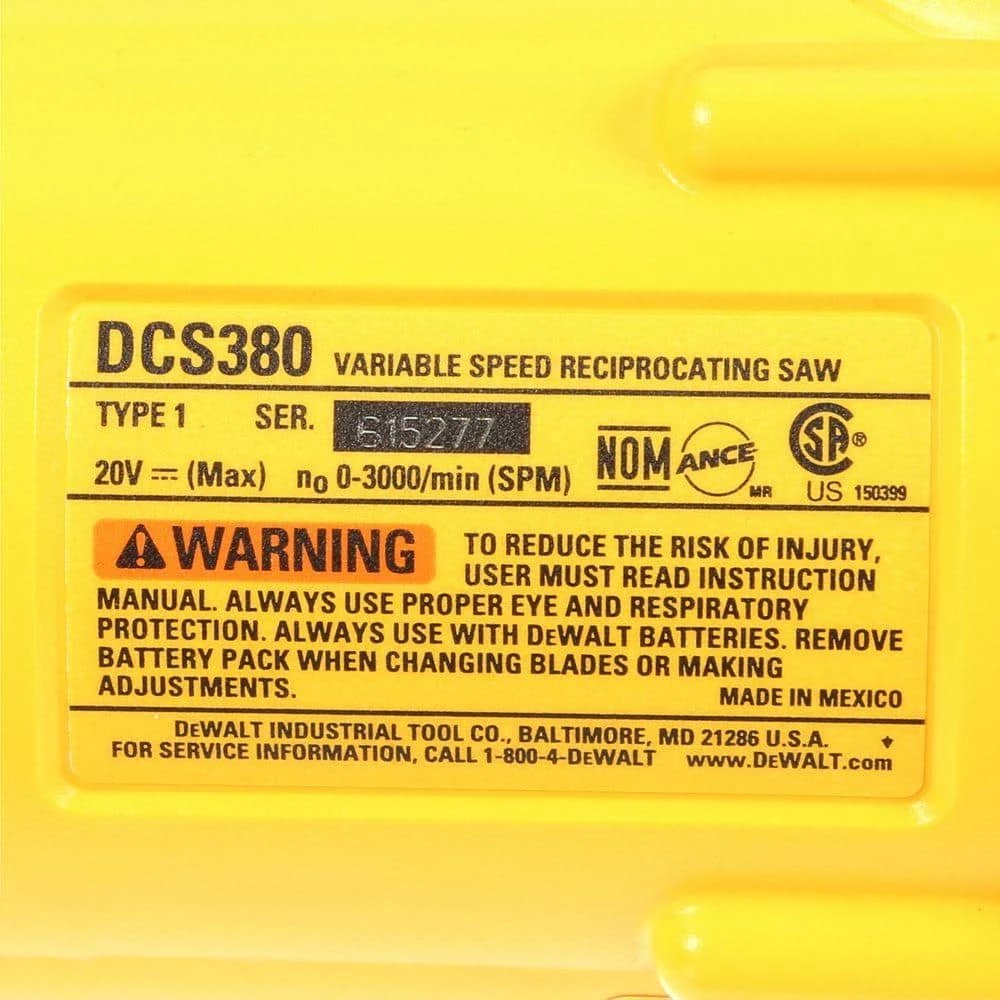 DCS380 VARIABLE SPEED RECIPROCATING SAW
TYPE 1 SER. 615277
20V ⎓ (Max) n0 0-3000/min (SPM)
NOM ANCE MR
SA ® US 150399
WARNING
TO REDUCE THE RISK OF INJURY,
USER MUST READ INSTRUCTION
MANUAL. ALWAYS USE PROPER EYE AND RESPIRATORY
PROTECTION. ALWAYS USE WITH DEWALT BATTERIES. REMOVE
BATTERY PACK WHEN CHANGING BLADES OR MAKING
ADJUSTMENTS.
MADE IN MEXICO
DEWALT INDUSTRIAL TOOL CO., BALTIMORE, MD 21286 U.S.A.
FOR SERVICE INFORMATION, CALL 1-800-4-DEWALT www.DEWALT.com